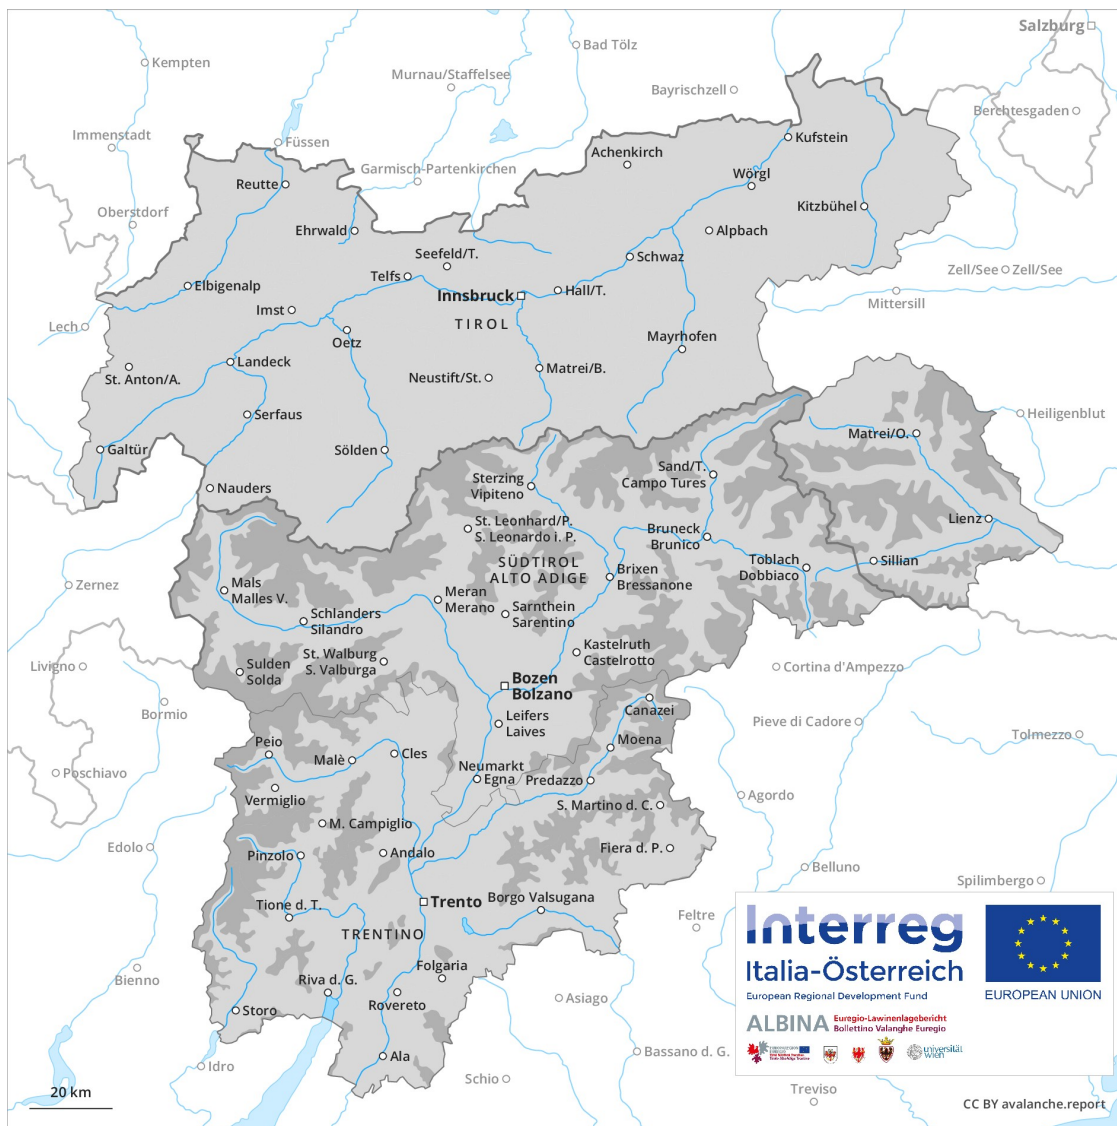 Salzburg
Bad Tölz
Kempten
Murnau/Staffelsee
Bayrischzell
Berchtesgaden
Immenstadt
Füssen
Kufstein
Achenkirch
Garmisch-Partenkirchen
Wörgl
Reutte
Oberstdorf
Kitzbühel
Ehrwald
Alpbach
Seefeld/T.
Schwaz
Telfs
Zell/See
Zell/See
Elbigenalp
Innsbruck
Hall/T.
Mittersill
Imst
TIROL
Lech
Oetz
Mayrhofen
Landeck
Matrei/B.
St. Anton/A.
Neustift/St.
Serfaus
Heiligenblut
Matrei/O.
Galtür
Sölden
Sand/T.
Campo Tures
Sterzing
Vipiteno
Nauders
Lienz
St. Leonhard/P.
S. Leonardo i. P.
Bruneck
Brunico
SÜDTIROL
ALTO ADIGE
Toblach
Dobbiaco
Sillian
Brixen
Bressanone
Zernez
Mals
Malles V.
Meran
Merano
Sarnthein
Sarentino
Schlanders
Silandro
Kastelruth
Castelrotto
St. Walburg
S. Valburga
Livigno
Sulden
Solda
Cortina d'Ampezzo
Bozen
Bolzano
Bormio
Canazei
Leifers
Laives
Pieve di Cadore
Tolmezzo
Moena
Peio
Cles
Malè
Neumarkt
Egna
Poschiavo
Predazzo
Vermiglio
Agordo
S. Martino d. C.
M. Campiglio
Edolo
Fiera d. P.
Andalo
Pinzolo
Belluno
Spilimbergo
Borgo Valsugana
Trento
Tione d. T.
Feltre
TRENTINO
Folgaria
Bienno
Riva d. G.
Rovereto
Asiago
Storo
Bassano d. G.
Ala
Idro
Schio
Treviso
20 km
Interreg
Italia-Österreich
European Regional Development Fund
EUROPEAN UNION
ALBINA
Euregio-Lawinenlagebericht
Bollettino Valanghe Euregio
universität
wien
CC BY avalanche.report